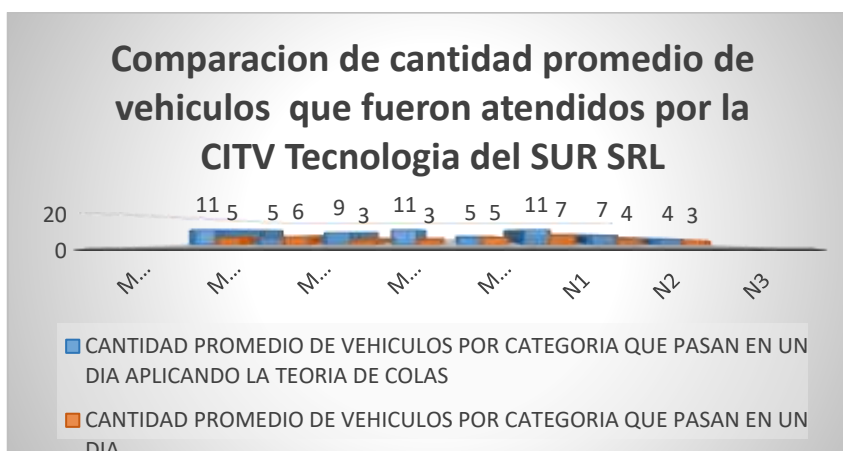 Comparacion de cantidad promedio de
vehiculos que fueron atendidos por la
CITV Tecnologia del SUR SRL
20
0
11 5 5 6 9 3 11 3 5 5 11 7 7 4 4 3
M... M... M... M... M... N1 N2 N3
CANTIDAD PROMEDIO DE VEHICULOS POR CATEGORIA QUE PASAN EN UN
DIA APLICANDO LA TEORIA DE COLAS
CANTIDAD PROMEDIO DE VEHICULOS POR CATEGORIA QUE PASAN EN UN
DIA